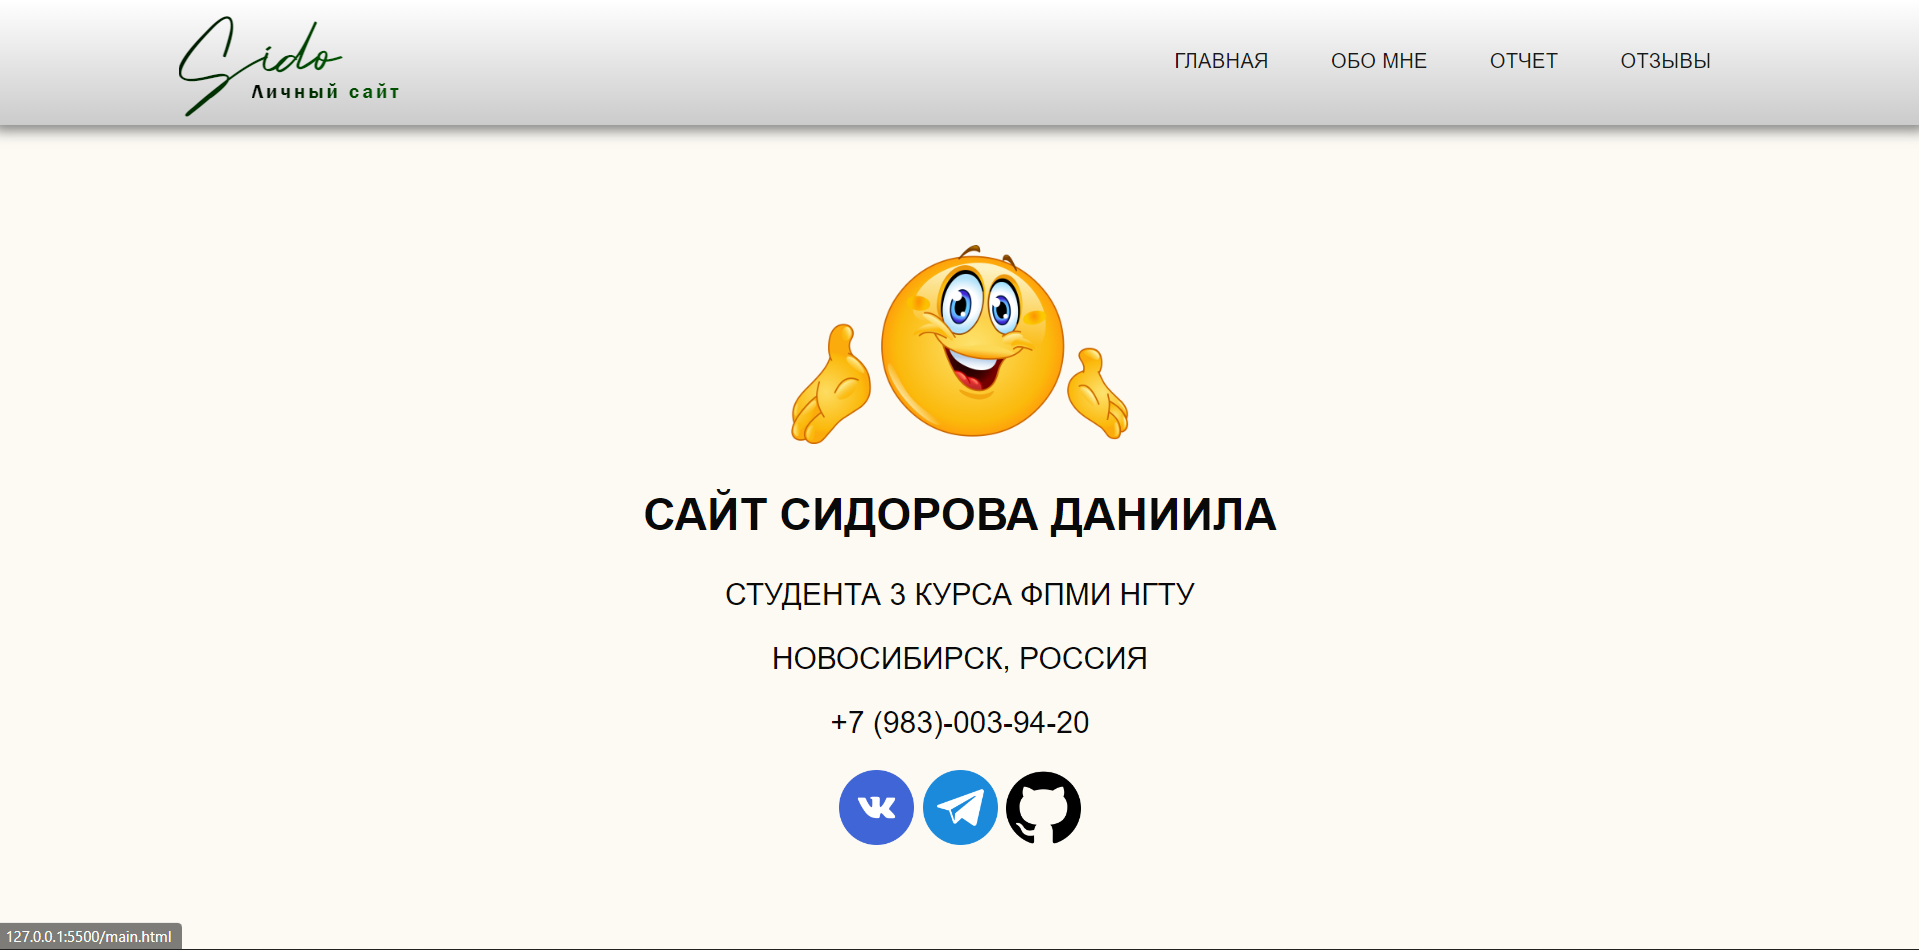 Sido
Личный сайт
ГЛАВНАЯ ОБО МНЕ ОТЧЕТ ОТЗЫВЫ
САЙТ СИДОРОВА ДАНИИЛА
СТУДЕНТА 3 КУРСА ФПМИ НГТУ
НОВОСИБИРСК, РОССИЯ
+7 (983)-003-94-20
127.0.0.1:5500/main.html